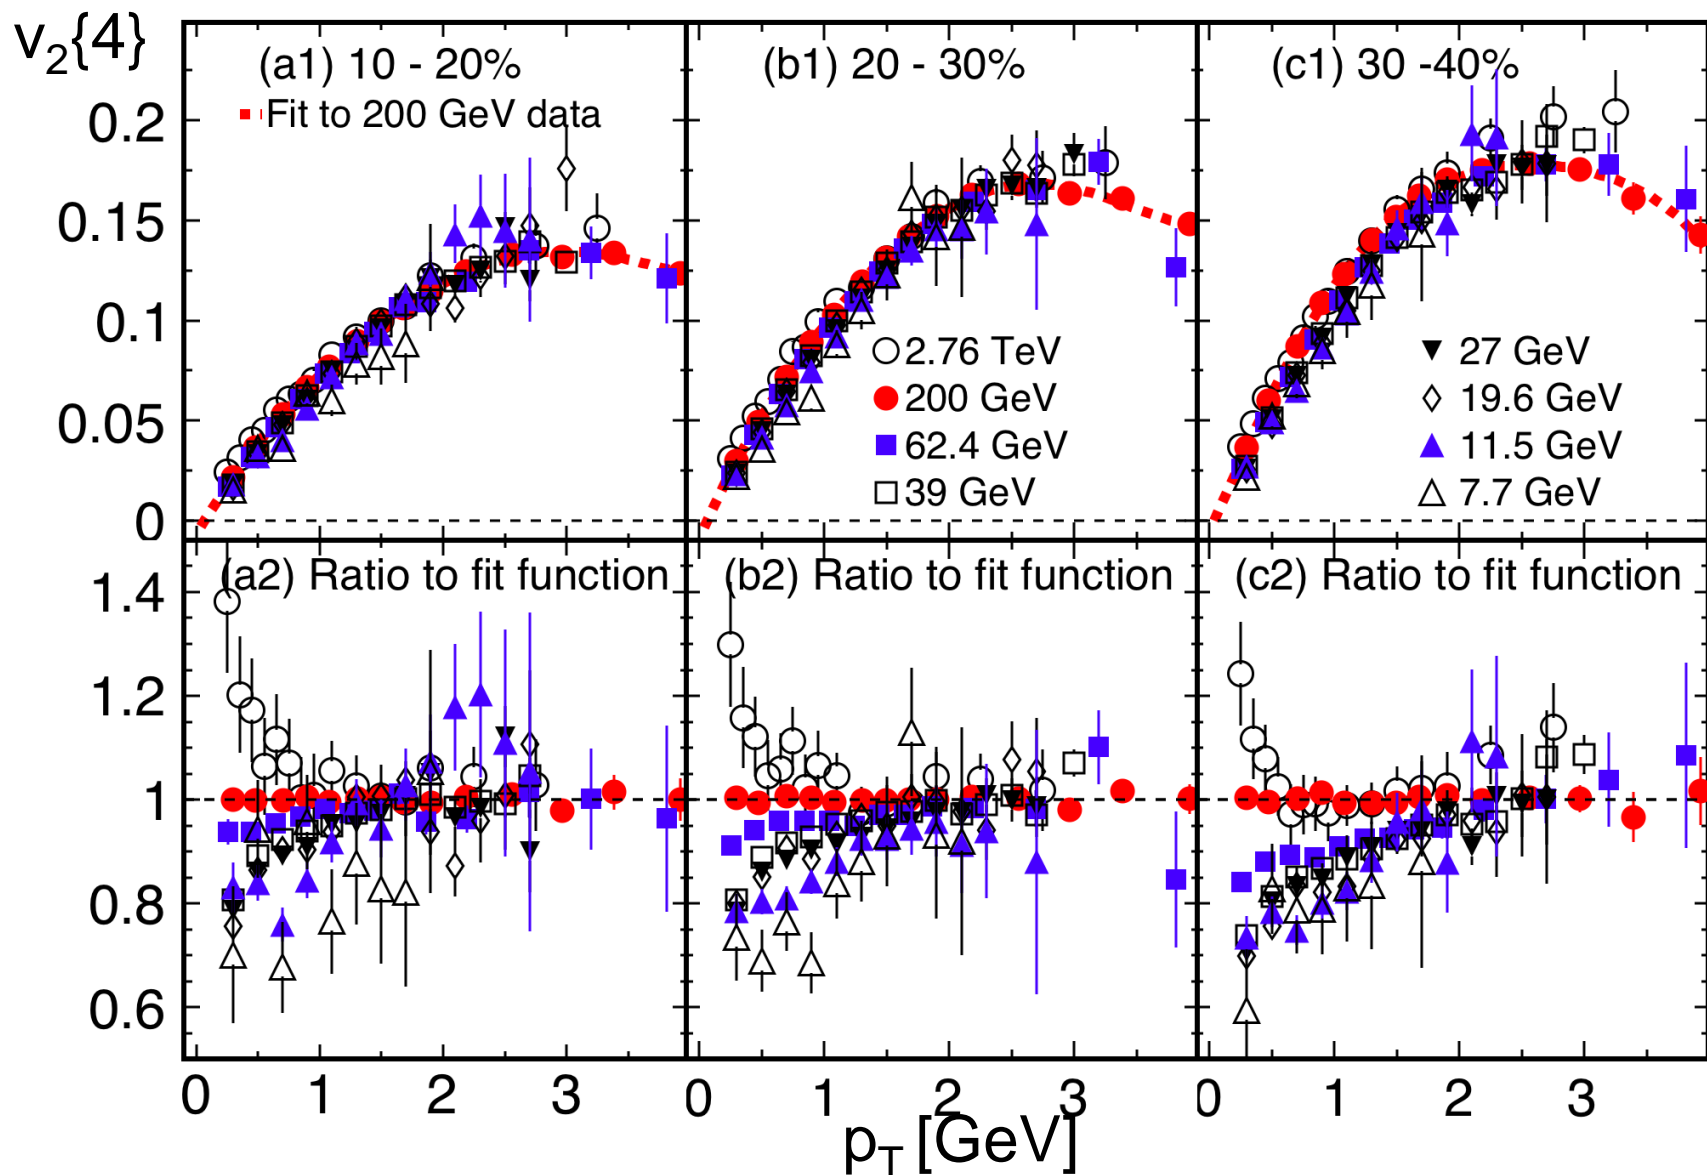 v2{4}
(a1) 10 - 20%
(b1) 20 - 30%
(c1) 30 -40%
Fit to 200 GeV data
0.2
0.15
0.1
0.05
0
2.76 TeV
200 GeV
62.4 GeV
39 GeV
27 GeV
19.6 GeV
11.5 GeV
7.7 GeV
(a2) Ratio to fit function
(b2) Ratio to fit function
(c2) Ratio to fit function
1.4
1.2
1
0.8
0.6
0 1 2 3
0 1 2 3
0 1 2 3
pT [GeV]